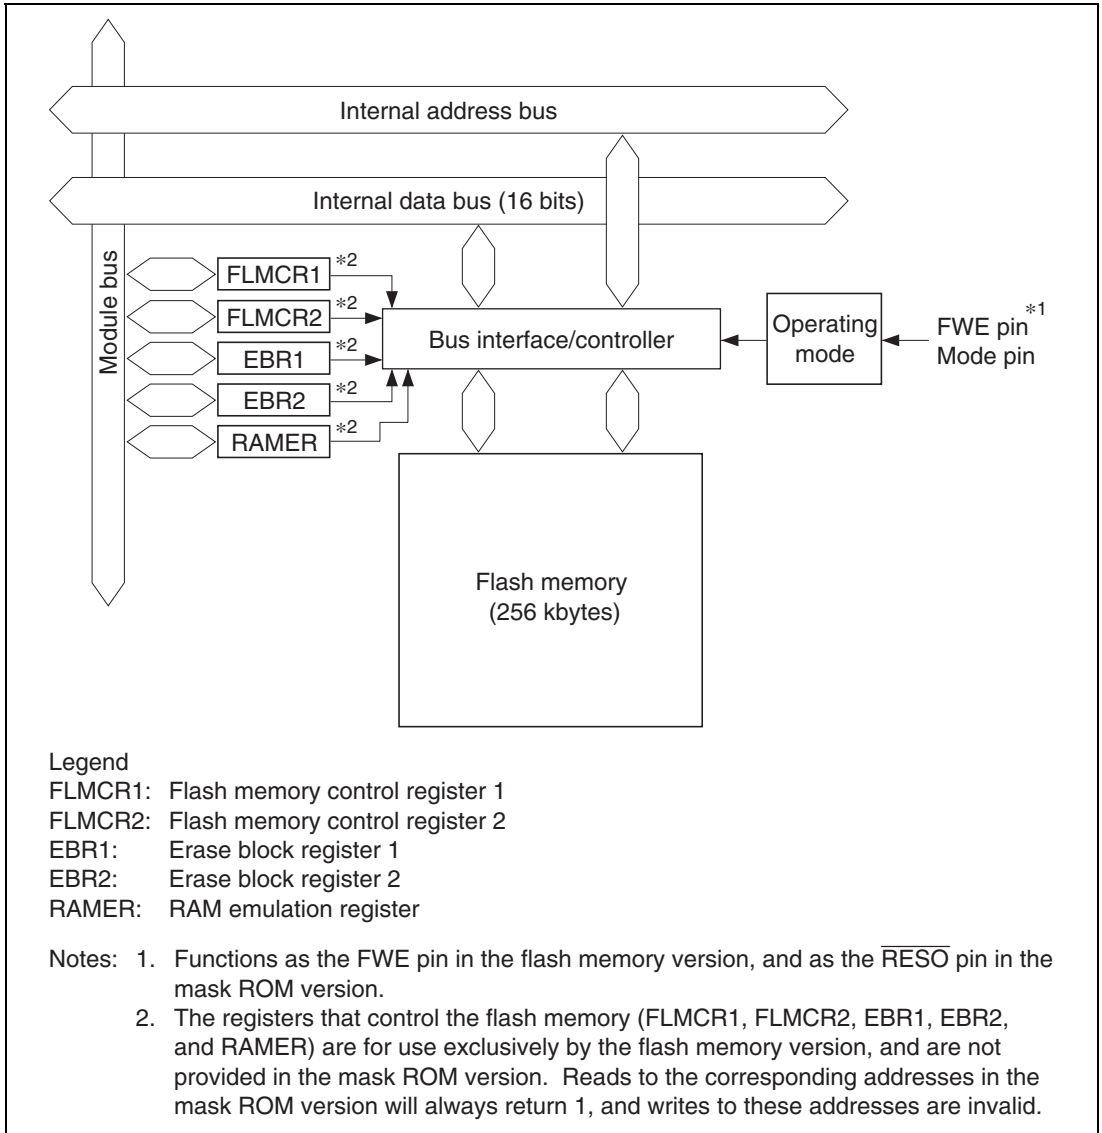 Internal address bus
Internal data bus (16 bits)
Module bus
FLMCR1 *2
FLMCR2 *2
EBR1 *2
EBR2 *2
RAMER *2
Bus interface/controller
Operating
mode
FWE pin*1
Mode pin
Flash memory
(256 kbytes)
Legend
FLMCR1: Flash memory control register 1
FLMCR2: Flash memory control register 2
EBR1: Erase block register 1
EBR2: Erase block register 2
RAMER: RAM emulation register
Notes: 1. Functions as the FWE pin in the flash memory version, and as the R̅E̅S̅O̅ pin in the
mask ROM version.
2. The registers that control the flash memory (FLMCR1, FLMCR2, EBR1, EBR2,
and RAMER) are for use exclusively by the flash memory version, and are not
provided in the mask ROM version. Reads to the corresponding addresses in the
mask ROM version will always return 1, and writes to these addresses are invalid.